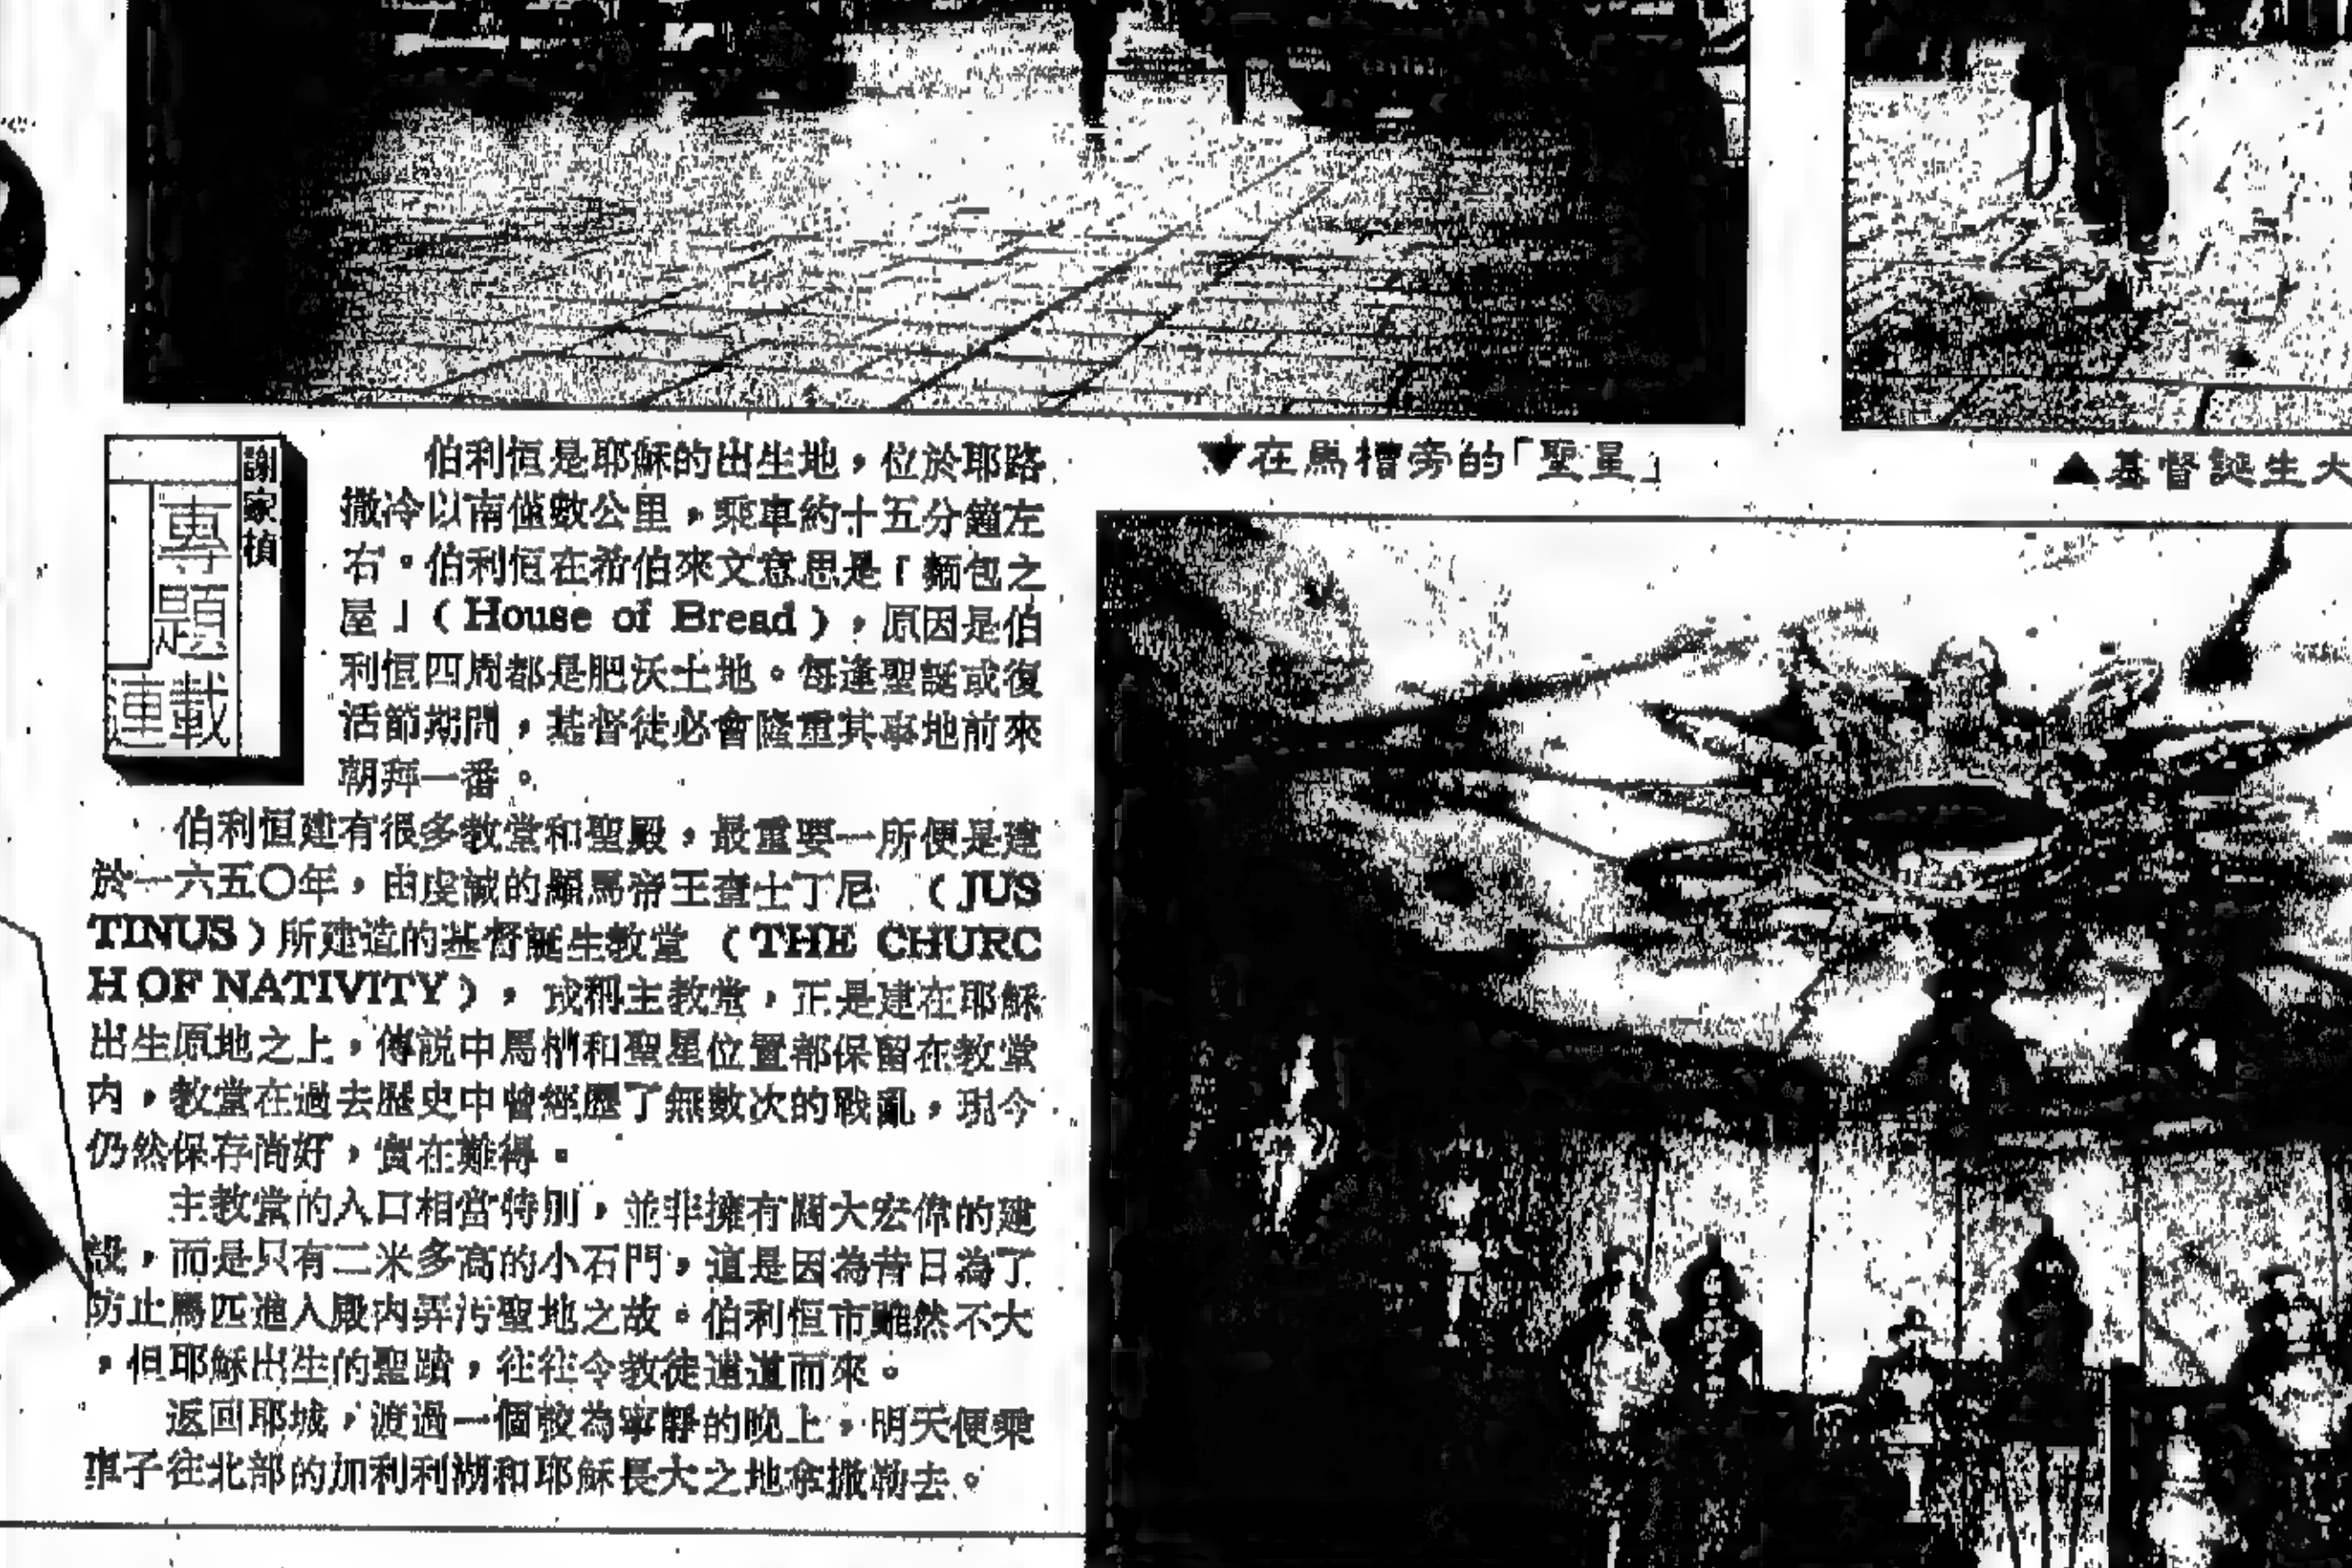 謝家楨
專題
連載
伯利恒是耶穌的出生地，位於耶路
撒冷以南僅數公里，乘車約十五分鐘左
右。伯利恒在希伯來文意思是「麵包之
屋」（House of Bread），原因是伯
利恒四周都是肥沃土地。每逢聖誕或復
活節期間，基督徒必會隆重其事地前來
朝拜一番。
伯利恒建有很多教堂和聖殿，最重要一所便是建
於一六五〇年，由虔誠的羅馬帝王查士丁尼（JUS
TINUS）所建造的基督誕生教堂（THE CHURC
H OF NATIVITY），或稱主教堂，正是建在耶穌
出生原地之上，傳說中馬槽和聖星位置都保留在教堂
內，教堂在過去歷史中曾經歷了無數次的戰亂，現今
仍然保存尚好，實在難得。
主教堂的入口相當特別，並非擁有闊大宏偉的建
設，而是只有二米多高的小石門，這是因為昔日為了
防止馬匹進入殿內弄污聖地之故。伯利恒市雖然不大
，但耶穌出生的聖蹟，往往令教徒遠道而來。
返回耶城，渡過一個較為寧靜的晚上，明天便乘
車子往北部的加利利湖和耶穌長大之地拿撒勒去。
▼在馬槽旁的「聖星」
▲基督誕生大